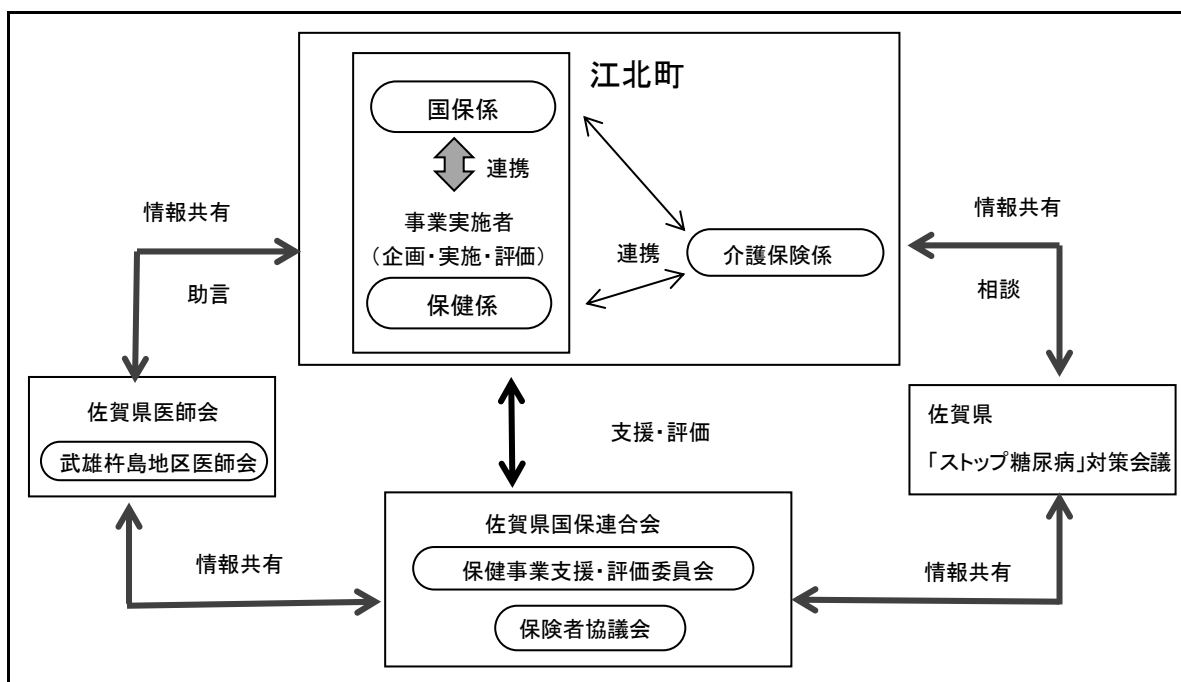 江北町
国保係
連携
情報共有
事業実施者
(企画・実施・評価)
連携
介護保険係
情報共有
助言
保健係
相談
佐賀県医師会
武雄杵島地区医師会
支援・評価
佐賀県
「ストップ糖尿病」対策会議
佐賀県国保連合会
情報共有
保健事業支援・評価委員会
情報共有
保険者協議会